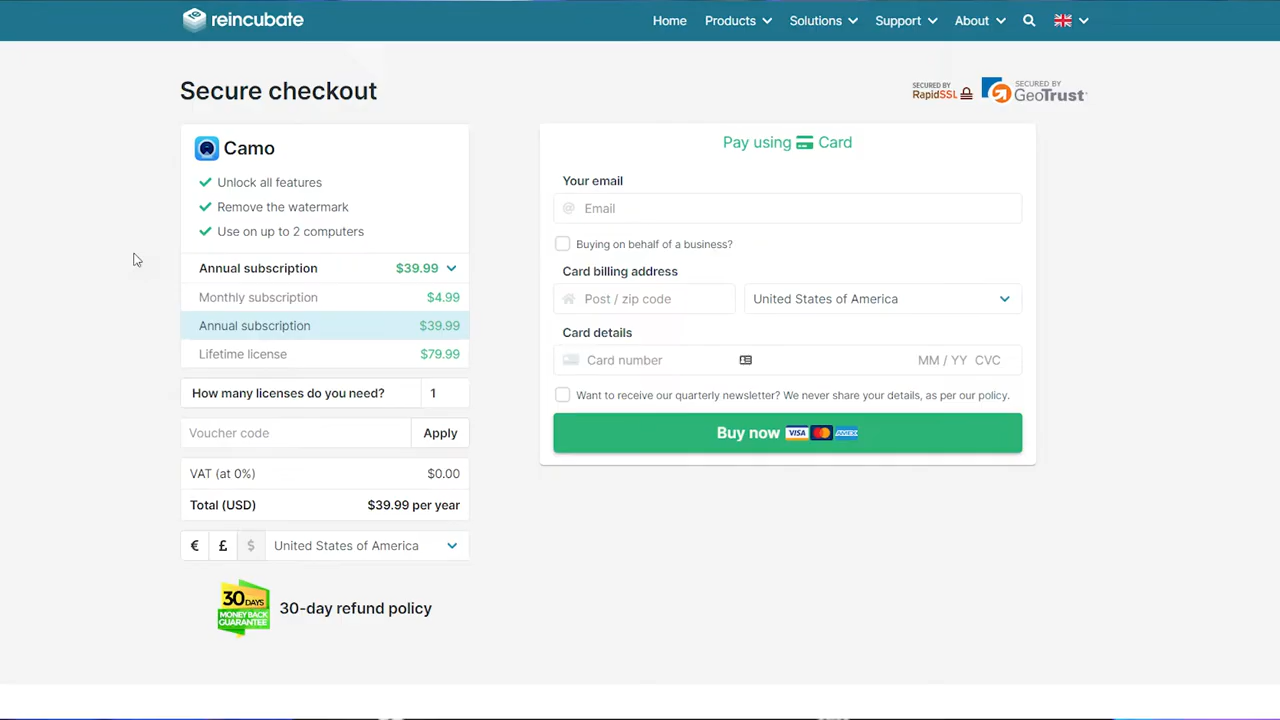 reincubate
Home Products Solutions Support About
Secure checkout
SECURED BY
RapidSSL
SECURED BY
GeoTrust
Camo
Unlock all features
Remove the watermark
Use on up to 2 computers
Annual subscription $39.99
Monthly subscription $4.99
Annual subscription $39.99
Lifetime license $79.99
How many licenses do you need? 1
Voucher code Apply
VAT (at 0%) $0.00
Total (USD) $39.99 per year
€ £ $ United States of America
30 DAYS
MONEY BACK
GUARANTEE
30-day refund policy
Pay using Card
Your email
@ Email
Buying on behalf of a business?
Card billing address
Post / zip code United States of America
Card details
Card number MM / YY CVC
Want to receive our quarterly newsletter? We never share your details, as per our policy.
Buy now VISA AMEX